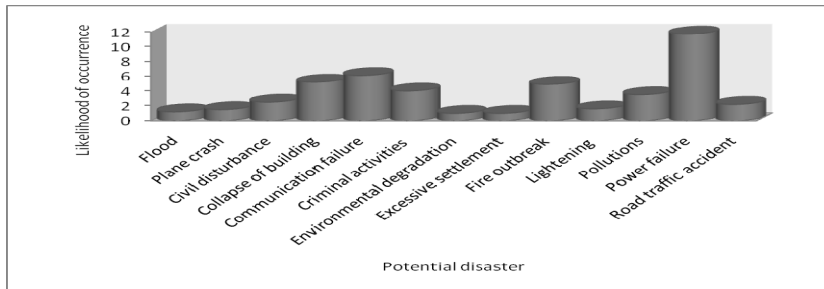 Likelihood of occurrence
12
10
8
6
4
2
0
Flood
Plane crash
Civil disturbance
Collapse of building
Communication failure
Criminal activities
Environmental degradation
Excessive settlement
Fire outbreak
Lightening
Pollutions
Power failure
Road traffic accident
Potential disaster